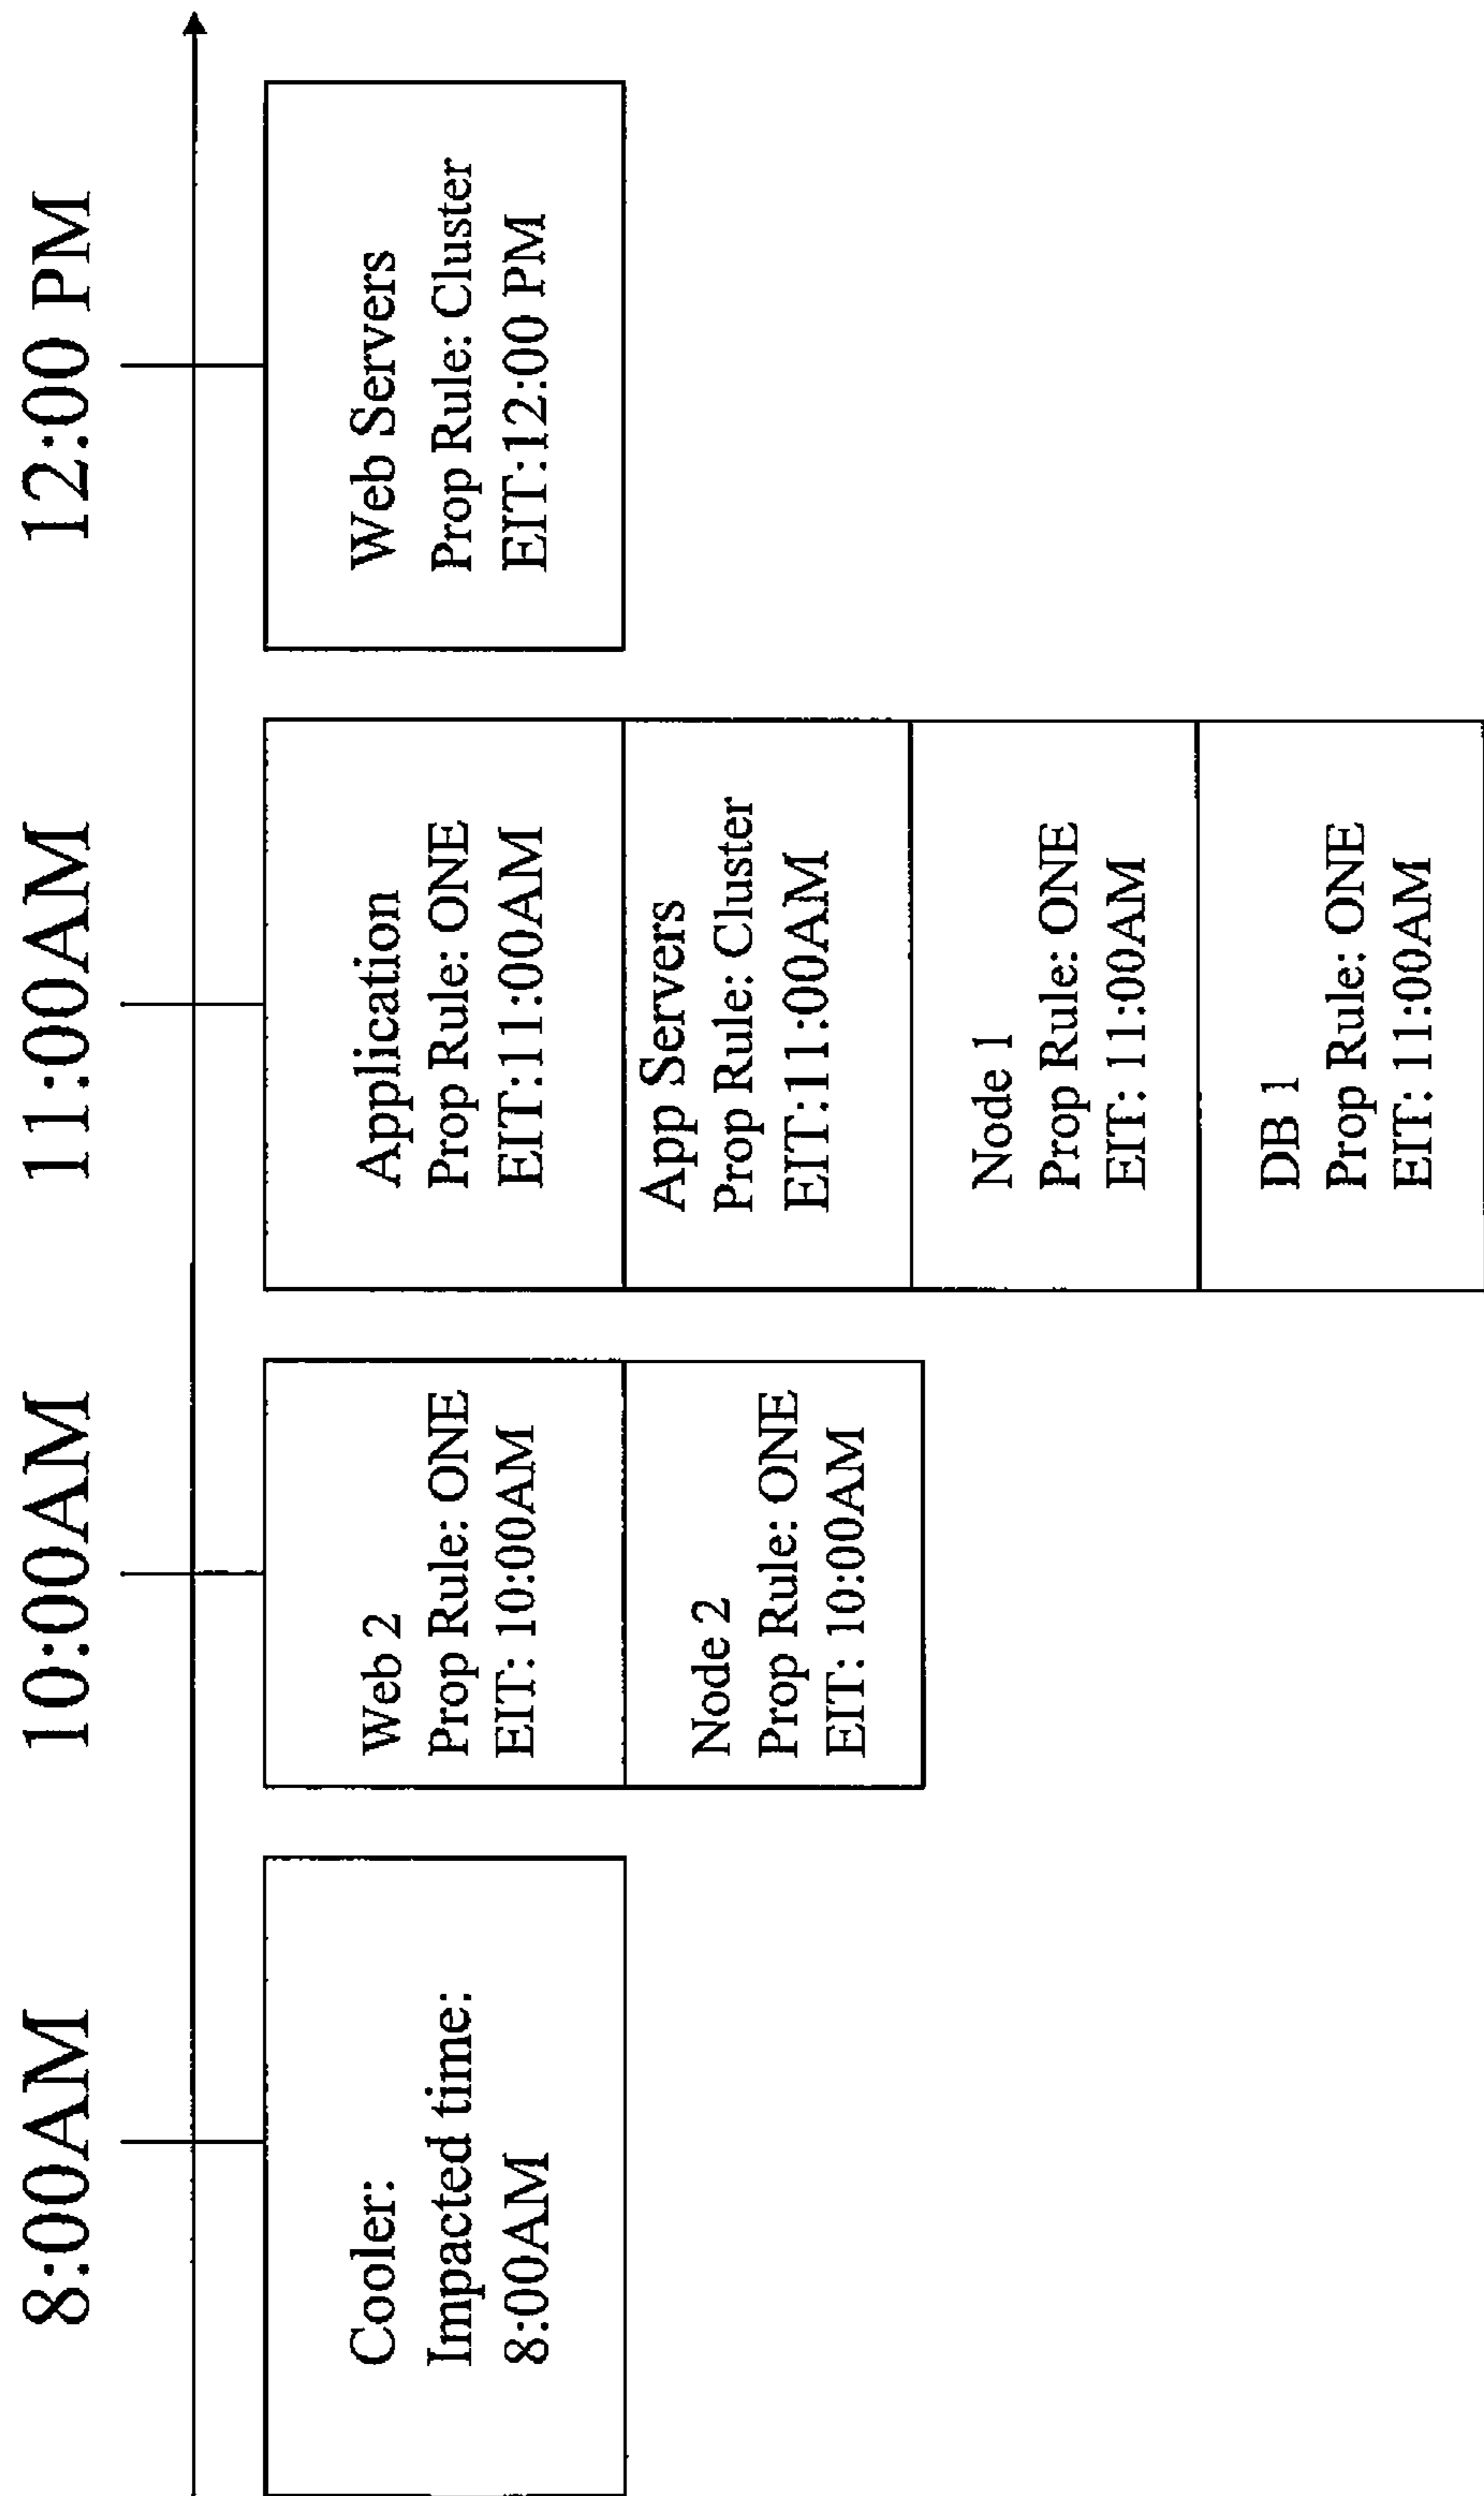 8:00AM
10:00AM
11:00AM
12:00 PM
Cooler:
Impacted time:
8:00AM
Web 2
Prop Rule: ONE
EIT: 10:00AM
Node 2
Prop Rule: ONE
EIT: 10:00AM
Application
Prop Rule: ONE
EIT:11:00AM
App Servers
Prop Rule: Cluster
EIT:11:00AM
Node 1
Prop Rule: ONE
EIT: 11:00AM
DB 1
Prop Rule: ONE
EIT: 11:00AM
Web Servers
Prop Rule: Cluster
EIT:12:00 PM